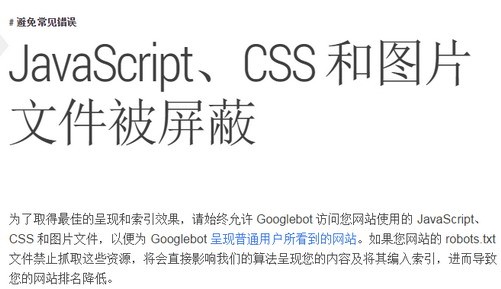 # 避免常见错误
JavaScript、CSS 和图片
文件被屏蔽
为了取得最佳的呈现和索引效果，请始终允许 Googlebot 访问您网站使用的 JavaScript、
CSS 和图片文件，以便为 Googlebot 呈现普通用户所看到的网站。如果您网站的 robots.txt
文件禁止抓取这些资源，将会直接影响我们的算法呈现您的内容及将其编入索引，进而导致
您的网站排名降低。